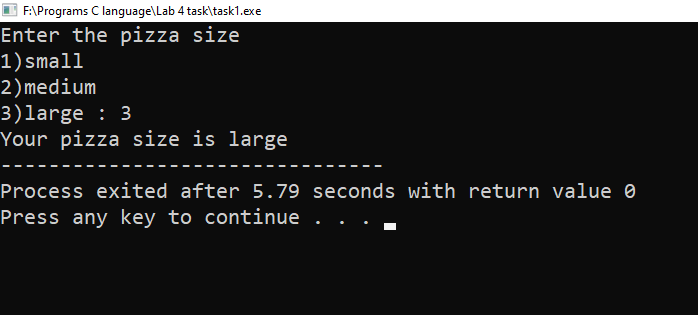 F:\Programs C language\Lab 4 task\task1.exe
Enter the pizza size
1)small
2)medium
3)large : 3
Your pizza size is large
--------------------------------
Process exited after 5.79 seconds with return value 0
Press any key to continue . . .